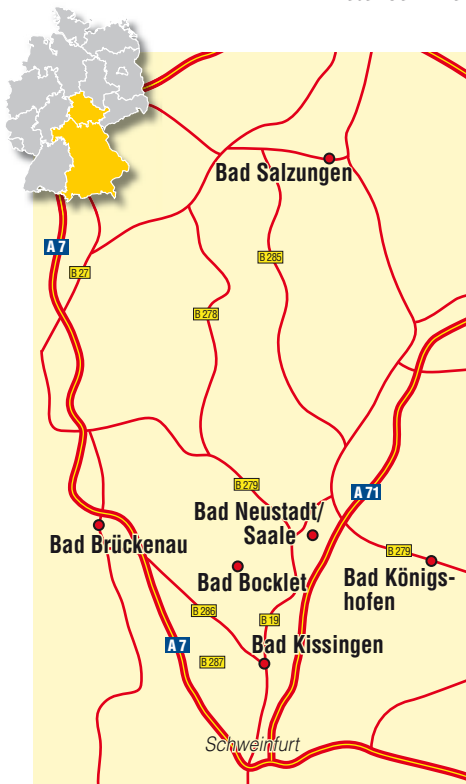 Bad Salzungen
A 7
B 27
B 285
B 278
B 279
A 71
Bad Neustadt/
Saale
Bad Brückenau
B 279
Bad Königs-
hofen
Bad Bocklet
B 286
B 19
A 7
B 287
Bad Kissingen
Schweinfurt